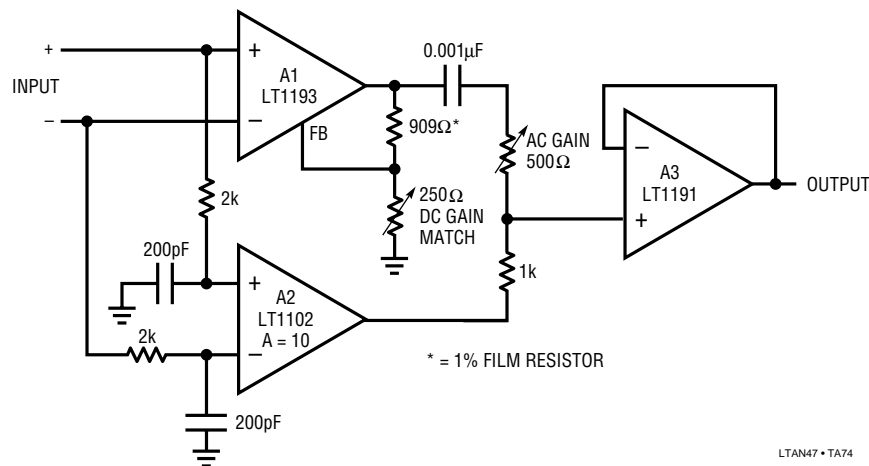 +
INPUT
−
+
−
A1
LT1193
FB
0.001µF
909Ω*
250Ω
DC GAIN
MATCH
AC GAIN
500Ω
−
+
A3
LT1191
OUTPUT
2k
200pF
+
−
A2
LT1102
A = 10
2k
200pF
1k
* = 1% FILM RESISTOR
LTAN47 • TA74